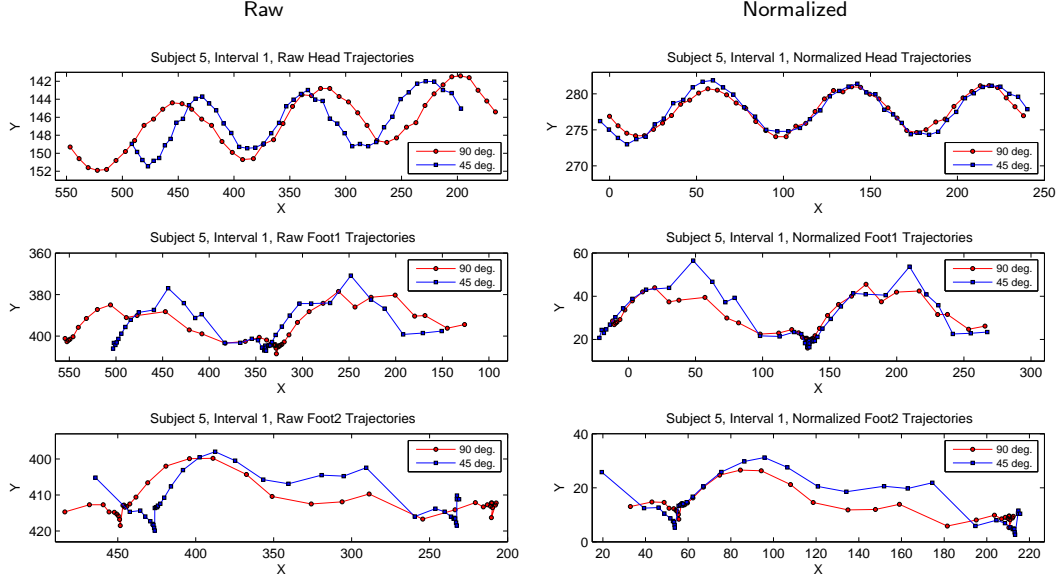 Raw
Normalized
Subject 5, Interval 1, Raw Head Trajectories
Y
142
144
146
148
150
152
90 deg.
45 deg.
550 500 450 400 350 300 250 200
X
Subject 5, Interval 1, Normalized Head Trajectories
Y
280
275
270
90 deg.
45 deg.
0 50 100 150 200 250
X
Subject 5, Interval 1, Raw Foot1 Trajectories
Y
360
380
400
90 deg.
45 deg.
550 500 450 400 350 300 250 200 150 100
X
Subject 5, Interval 1, Normalized Foot1 Trajectories
Y
60
40
20
90 deg.
45 deg.
0 50 100 150 200 250 300
X
Subject 5, Interval 1, Raw Foot2 Trajectories
Y
400
410
420
90 deg.
45 deg.
450 400 350 300 250 200
X
Subject 5, Interval 1, Normalized Foot2 Trajectories
Y
40
20
0
90 deg.
45 deg.
20 40 60 80 100 120 140 160 180 200 220
X